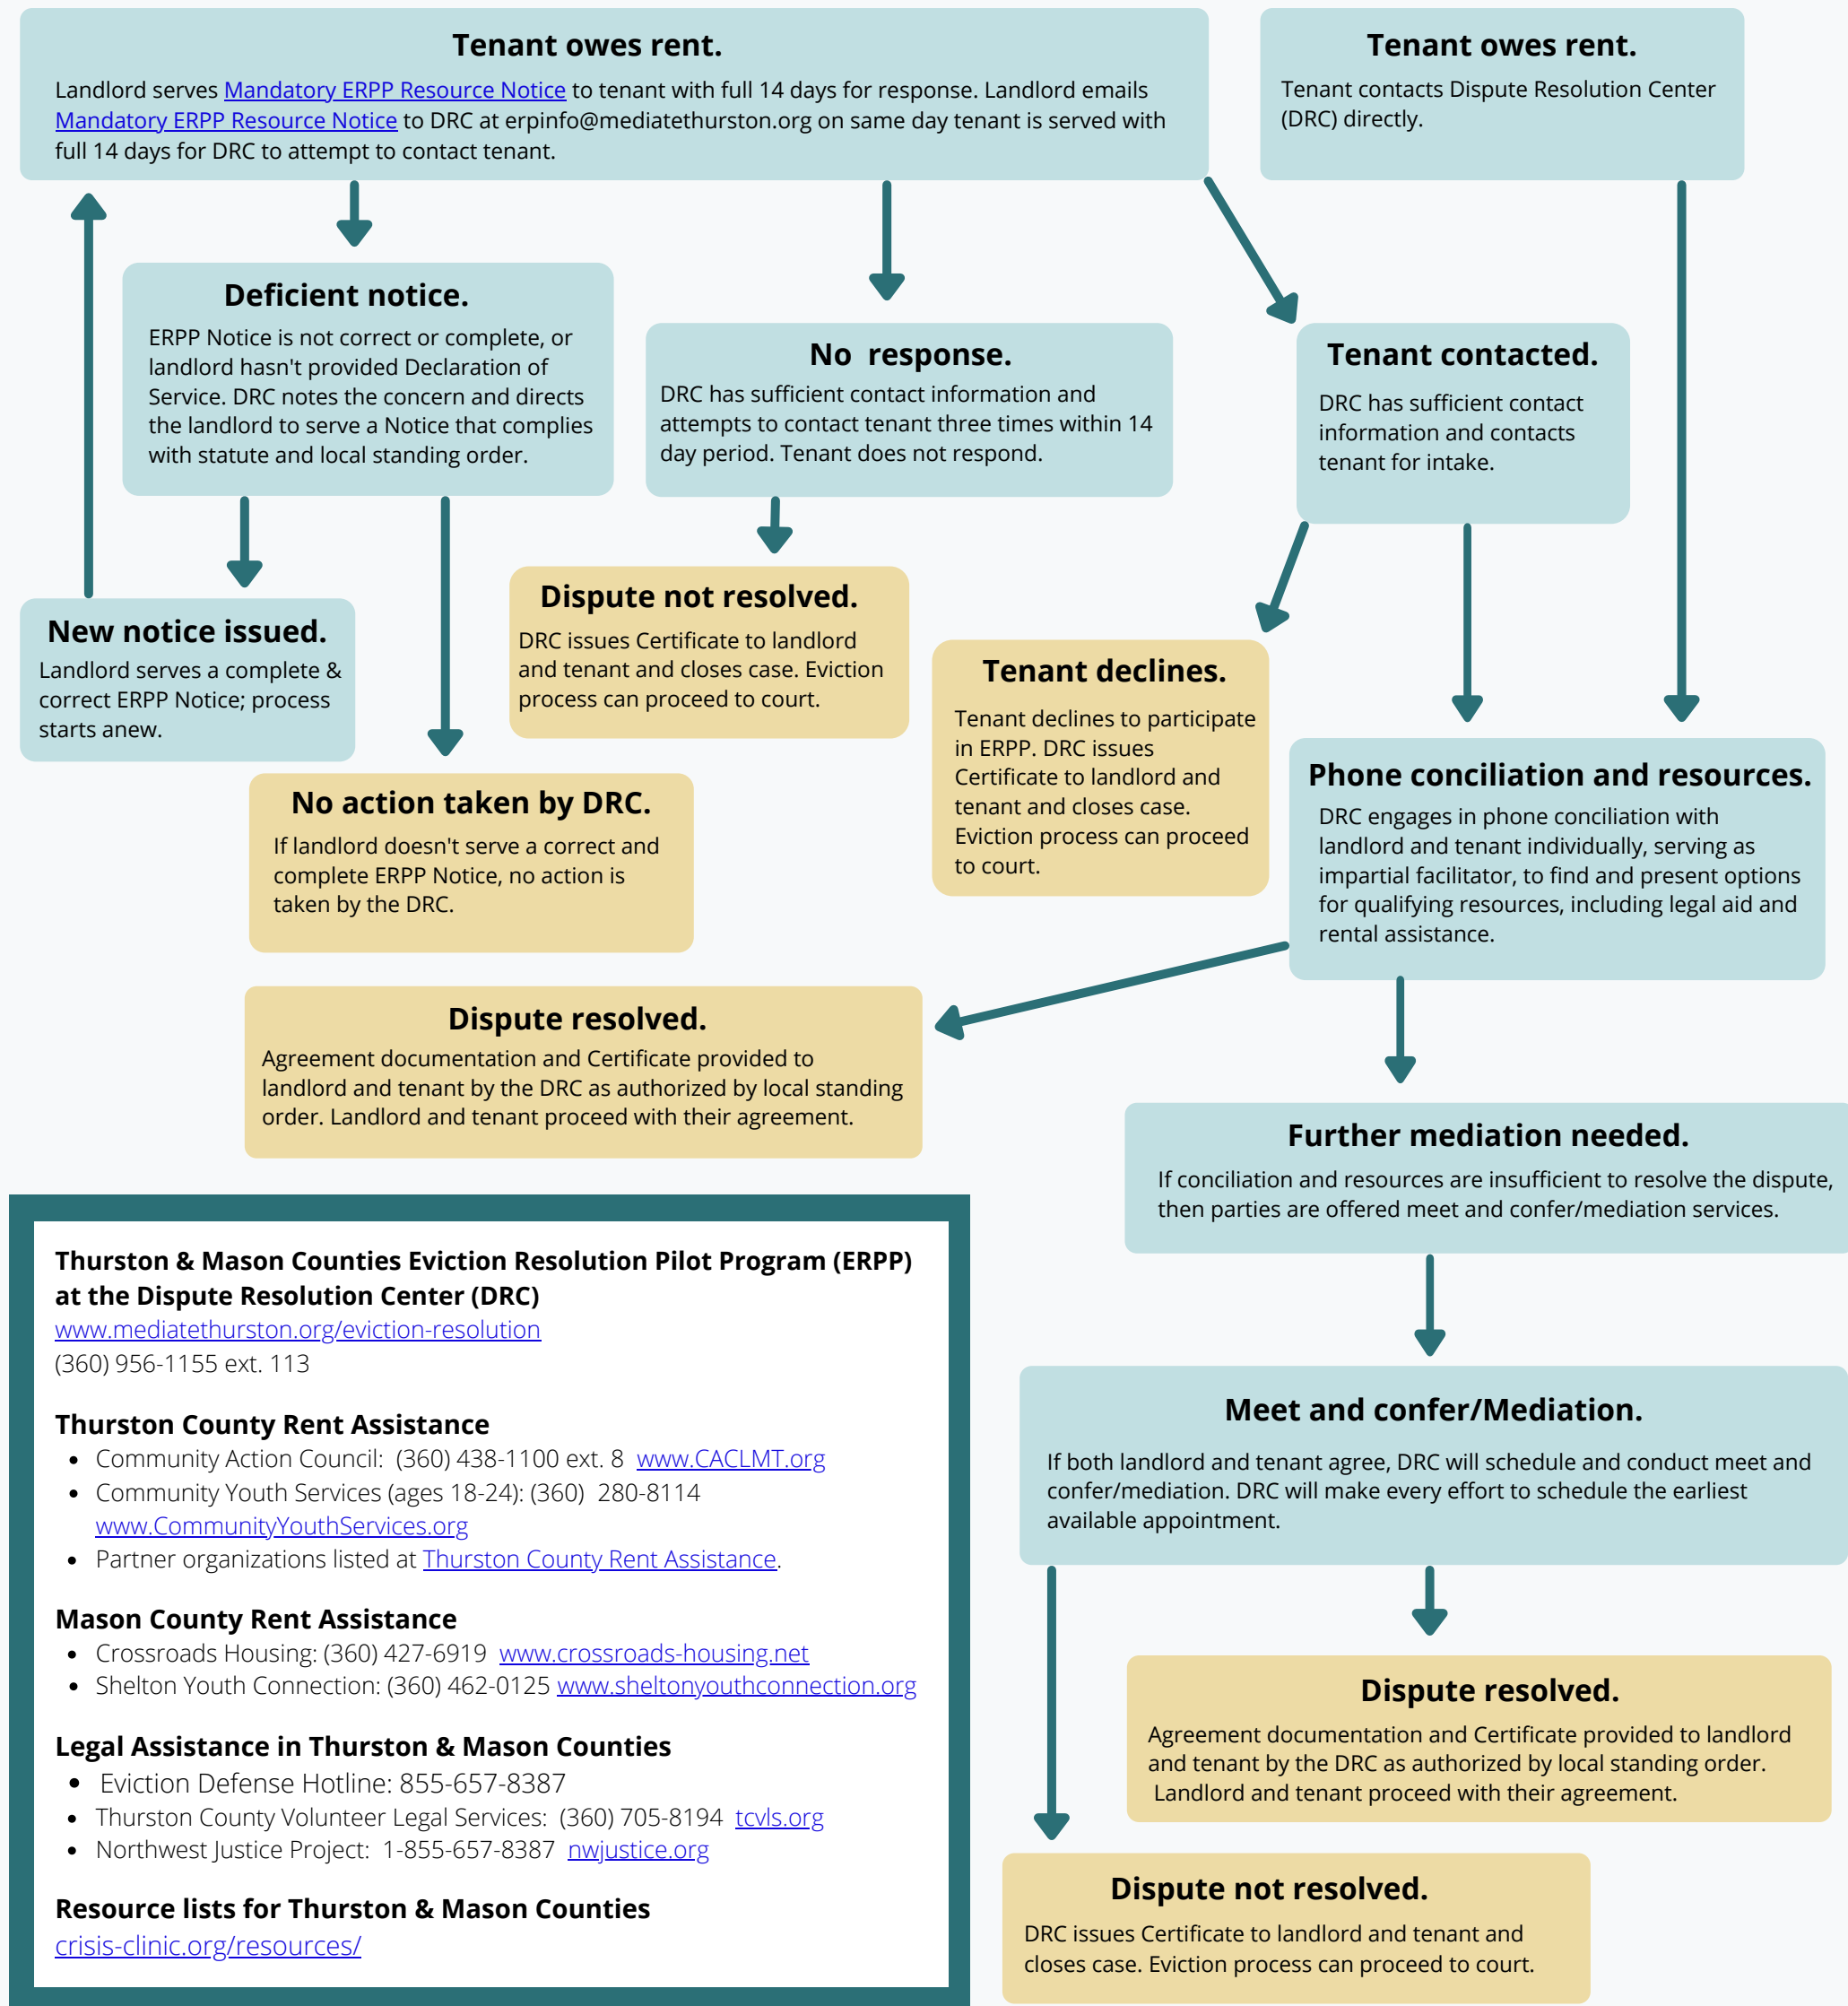 Tenant owes rent.
Landlord serves Mandatory ERPP Resource Notice to tenant with full 14 days for response. Landlord emails
Mandatory ERPP Resource Notice to DRC at erpinfo@mediatethurston.org on same day tenant is served with
full 14 days for DRC to attempt to contact tenant.
Tenant owes rent.
Tenant contacts Dispute Resolution Center
(DRC) directly.
Deficient notice.
ERPP Notice is not correct or complete, or
landlord hasn't provided Declaration of
Service. DRC notes the concern and directs
the landlord to serve a Notice that complies
with statute and local standing order.
No  response.
DRC has sufficient contact information and
attempts to contact tenant three times within 14
day period. Tenant does not respond.
Tenant contacted.
DRC has sufficient contact
information and contacts
tenant for intake.
New notice issued.
Landlord serves a complete &
correct ERPP Notice; process
starts anew.
Dispute not resolved.
DRC issues Certificate to landlord
and tenant and closes case. Eviction
process can proceed to court.
Tenant declines.
Tenant declines to participate
in ERPP. DRC issues
Certificate to landlord and
tenant and closes case.
Eviction process can proceed
to court.
No action taken by DRC.
If landlord doesn't serve a correct and
complete ERPP Notice, no action is
taken by the DRC.
Phone conciliation and resources.
DRC engages in phone conciliation with
landlord and tenant individually, serving as
impartial facilitator, to find and present options
for qualifying resources, including legal aid and
rental assistance.
Dispute resolved.
Agreement documentation and Certificate provided to
landlord and tenant by the DRC as authorized by local standing
order. Landlord and tenant proceed with their agreement.
Further mediation needed.
If conciliation and resources are insufficient to resolve the dispute,
then parties are offered meet and confer/mediation services.
Meet and confer/Mediation.
If both landlord and tenant agree, DRC will schedule and conduct meet and
confer/mediation. DRC will make every effort to schedule the earliest
available appointment.
Dispute resolved.
Agreement documentation and Certificate provided to landlord
and tenant by the DRC as authorized by local standing order.
Landlord and tenant proceed with their agreement.
Dispute not resolved.
DRC issues Certificate to landlord and tenant and
closes case. Eviction process can proceed to court.
Thurston & Mason Counties Eviction Resolution Pilot Program (ERPP)
at the Dispute Resolution Center (DRC)
www.mediatethurston.org/eviction-resolution
(360) 956-1155 ext. 113
Thurston County Rent Assistance
• Community Action Council:  (360) 438-1100 ext. 8  www.CACLMT.org
• Community Youth Services (ages 18-24): (360)  280-8114
www.CommunityYouthServices.org
• Partner organizations listed at Thurston County Rent Assistance.
Mason County Rent Assistance
• Crossroads Housing: (360) 427-6919  www.crossroads-housing.net
• Shelton Youth Connection: (360) 462-0125 www.sheltonyouthconnection.org
Legal Assistance in Thurston & Mason Counties
• Eviction Defense Hotline: 855-657-8387
• Thurston County Volunteer Legal Services:  (360) 705-8194  tcvls.org
• Northwest Justice Project:  1-855-657-8387  nwjustice.org
Resource lists for Thurston & Mason Counties
crisis-clinic.org/resources/